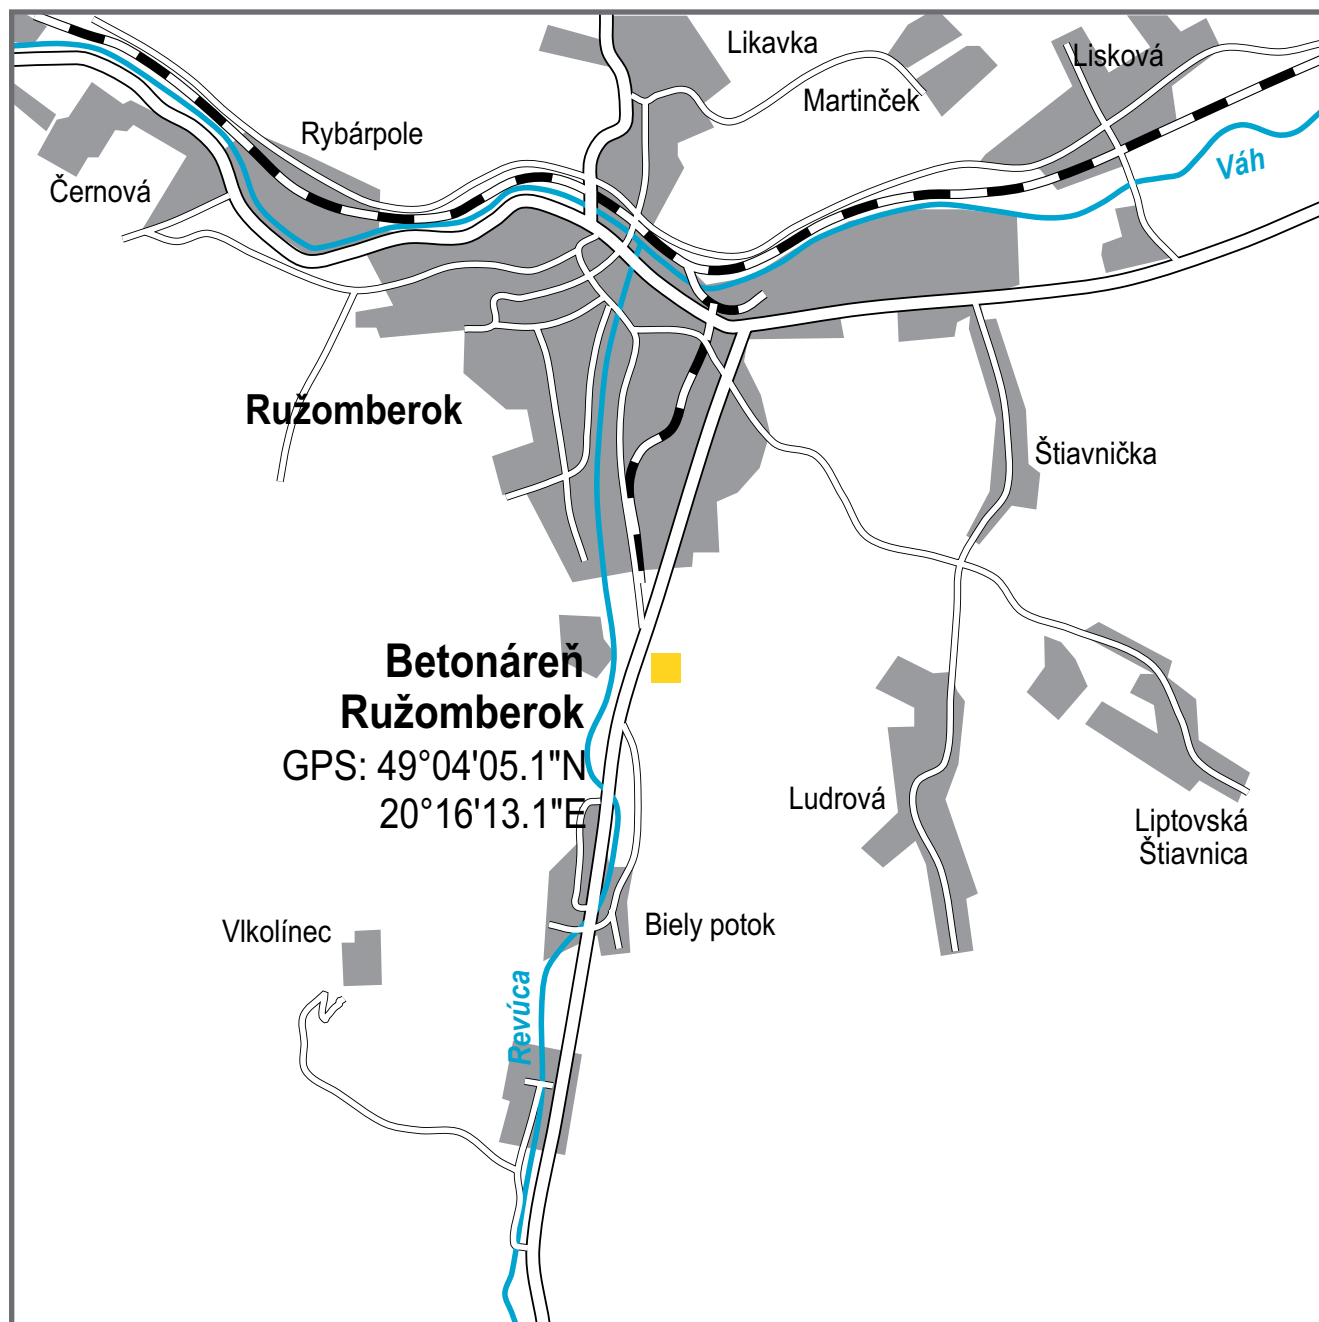 Likavka
Lisková
Martinček
Rybárpole
Váh
Černová
Ružomberok
Štiavnička
Betonáreň
Ružomberok
GPS: 49°04'05.1"N
20°16'13.1"E
Ludrová
Liptovská
Štiavnica
Vlkolínec
Biely potok
Revúca